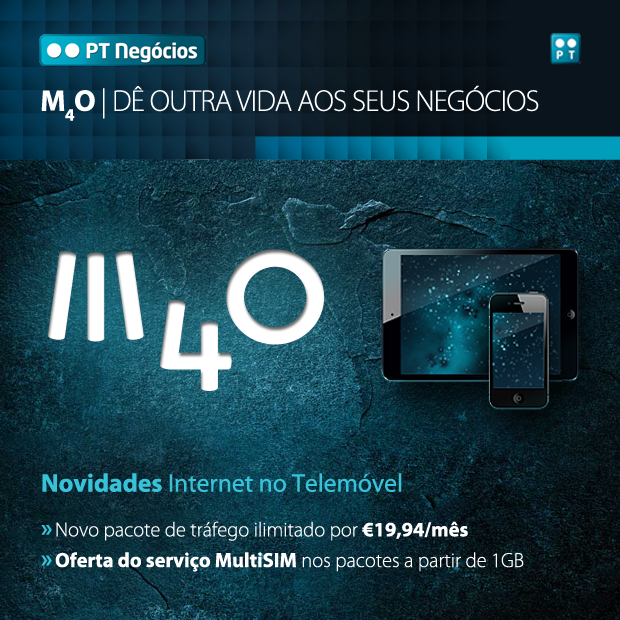 PT Negócios
PT
M4O | DÊ OUTRA VIDA AOS SEUS NEGÓCIOS
M4O
Novidades Internet no Telemóvel
» Novo pacote de tráfego ilimitado por €19,94/mês
» Oferta do serviço MultiSIM nos pacotes a partir de 1GB